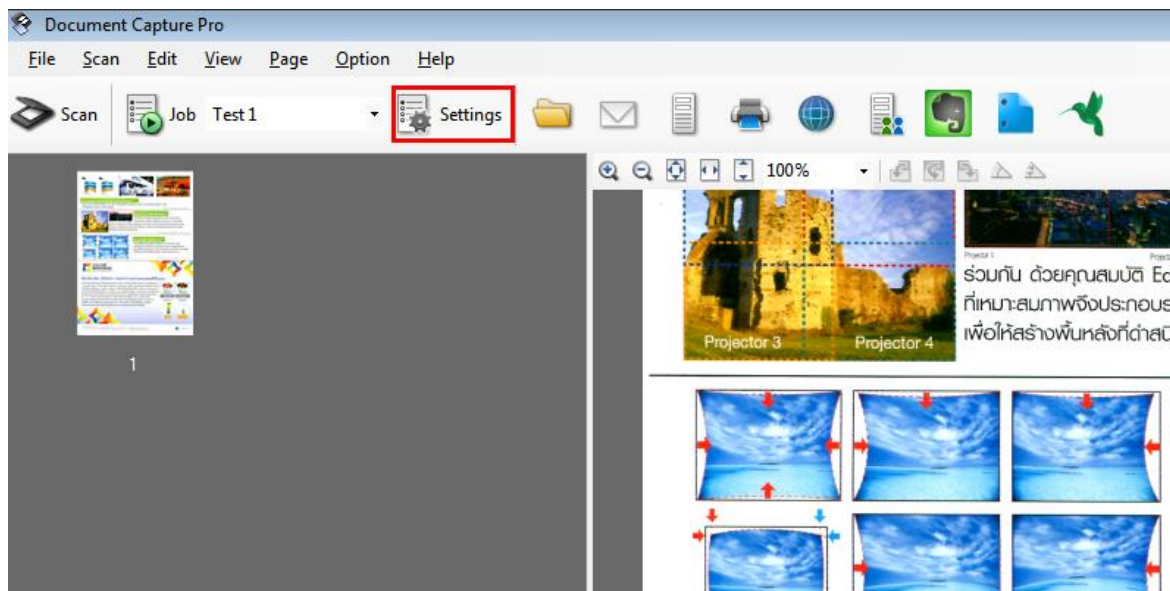 Document Capture Pro
File Scan Edit View Page Option Help
Scan Job Test 1 Settings
100%
1
Projector 3 Projector 4
ร่วมกัน ด้วยคุณสมบัติ Ed
ที่เหมาะสมภาพจึงประกอบร
เพื่อให้สร้างพื้นหลังที่ดำสนิ